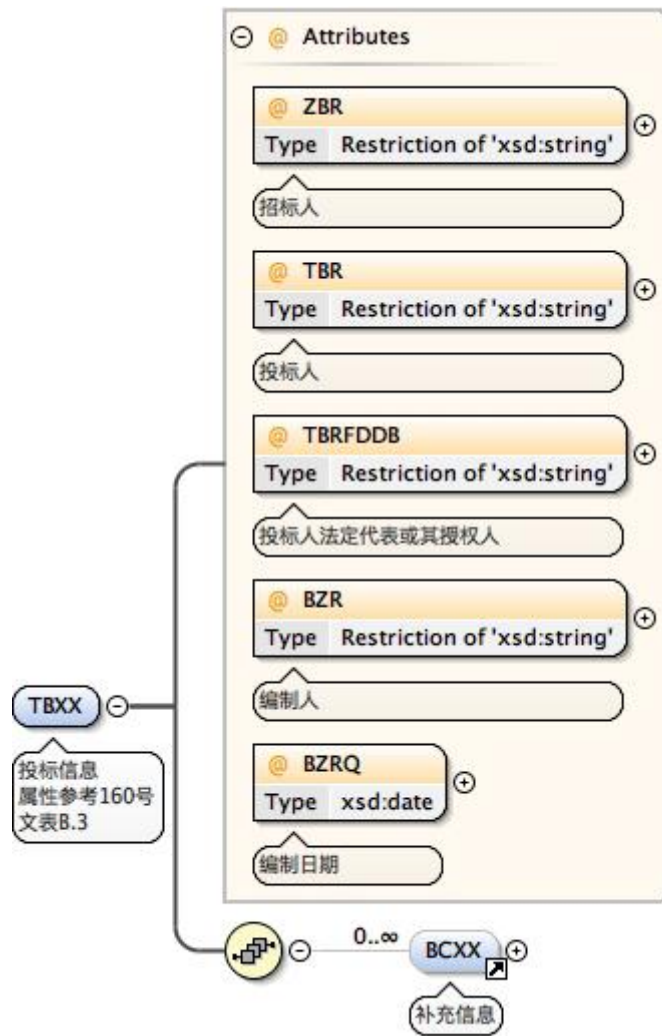 @ Attributes
@ ZBR
Type Restriction of 'xsd:string'
招标人
@ TBR
Type Restriction of 'xsd:string'
投标人
@ TBRFDDB
Type Restriction of 'xsd:string'
投标人法定代表或其授权人
@ BZR
Type Restriction of 'xsd:string'
编制人
@ BZRQ
Type xsd:date
编制日期
TBXX
投标信息
属性参考160号
文表B.3
0..∞
BCXX
补充信息